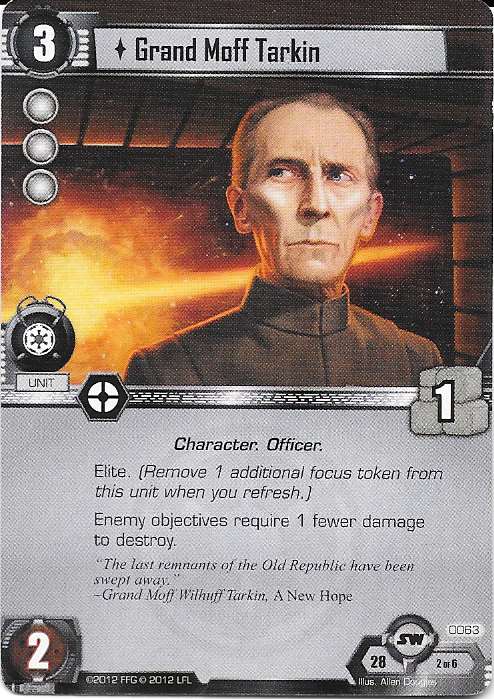 3
Grand Moff Tarkin
UNIT
1
Character. Officer.
Elite. (Remove 1 additional focus token from
this unit when you refresh.)
Enemy objectives require 1 fewer damage
to destroy.
"The last remnants of the Old Republic have been
swept away."
–Grand Moff Wilhuff Tarkin, A New Hope
2
©2012 FFG © 2012 LFL
SW
0063
28
2 of 6
Illus. Allen Douglas